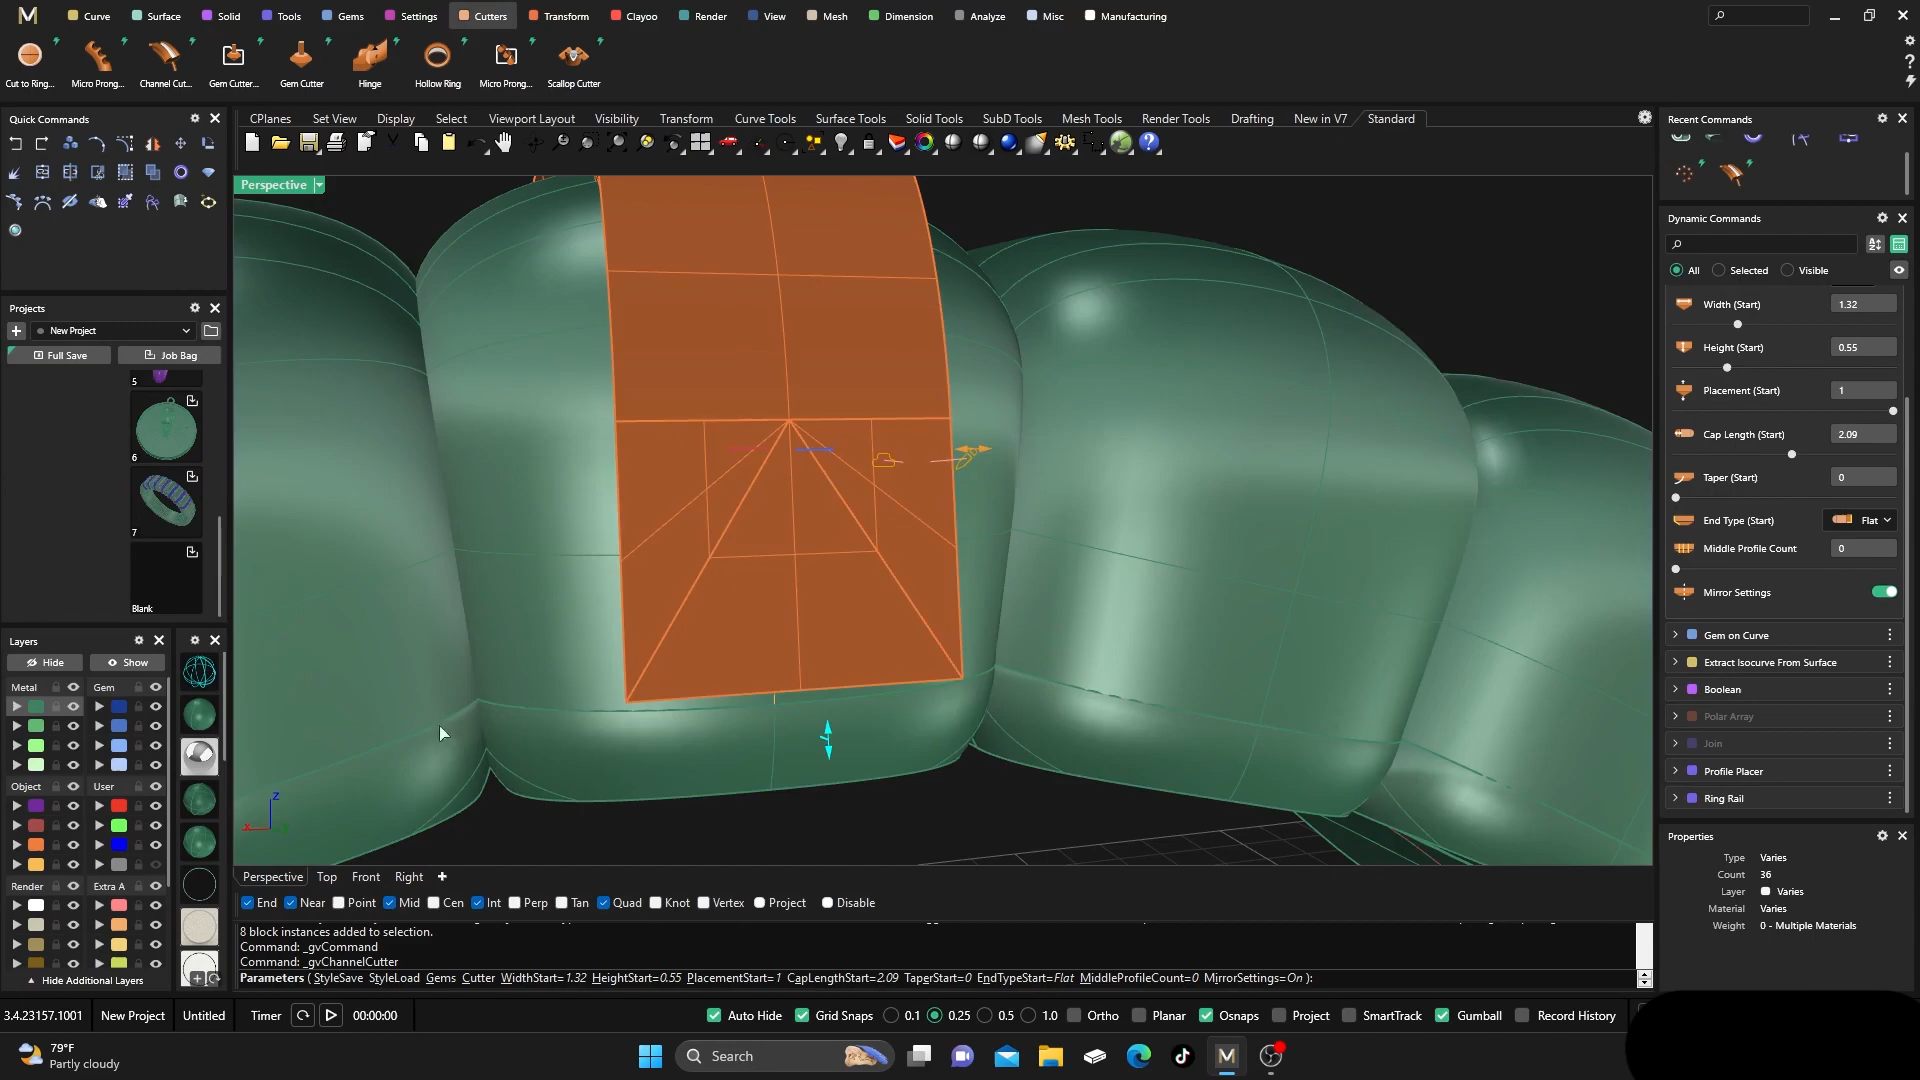 Curve Surface Solid Tools Gems Settings Cutters Transform Clayoo Render View Mesh Dimension Analyze Misc Manufacturing
Cut to Ring... Micro Prong... Channel Cut... Gem Cutter... Gem Cutter Hinge Hollow Ring Micro Prong... Scallop Cutter
Quick Commands
CPlanes Set View Display Select Viewport Layout Visibility Transform Curve Tools Surface Tools Solid Tools SubD Tools Mesh Tools Render Tools Drafting New in V7 Standard
Perspective
Projects
New Project
Full Save Job Bag
5
6
7
Blank
Layers
Hide Show
Metal Gem
Object User
Render Extra A
Hide Additional Layers
z
x
Perspective Top Front Right
End Near Point Mid Cen Int Perp Tan Quad Knot Vertex Project Disable
8 block instances added to selection.
Command: _gvCommand
Command: _gvChannelCutter
Parameters ( StyleSave StyleLoad Gems Cutter WidthStart=1.32 HeightStart=0.55 PlacementStart=1 CapLengthStart=2.09 TaperStart=0 EndTypeStart=Flat MiddleProfileCount=0 MirrorSettings=On ):
Recent Commands
Dynamic Commands
All Selected Visible
Width (Start) 1.32
Height (Start) 0.55
Placement (Start) 1
Cap Length (Start) 2.09
Taper (Start) 0
End Type (Start) Flat
Middle Profile Count 0
Mirror Settings
Gem on Curve
Extract Isocurve From Surface
Boolean
Polar Array
Join
Profile Placer
Ring Rail
Properties
Type Varies
Count 36
Layer Varies
Material Varies
Weight 0 - Multiple Materials
3.4.23157.1001 New Project Untitled Timer 00:00:00 Auto Hide Grid Snaps 0.1 0.25 0.5 1.0 Ortho Planar Osnaps Project SmartTrack Gumball Record History
79°F
Partly cloudy
Search